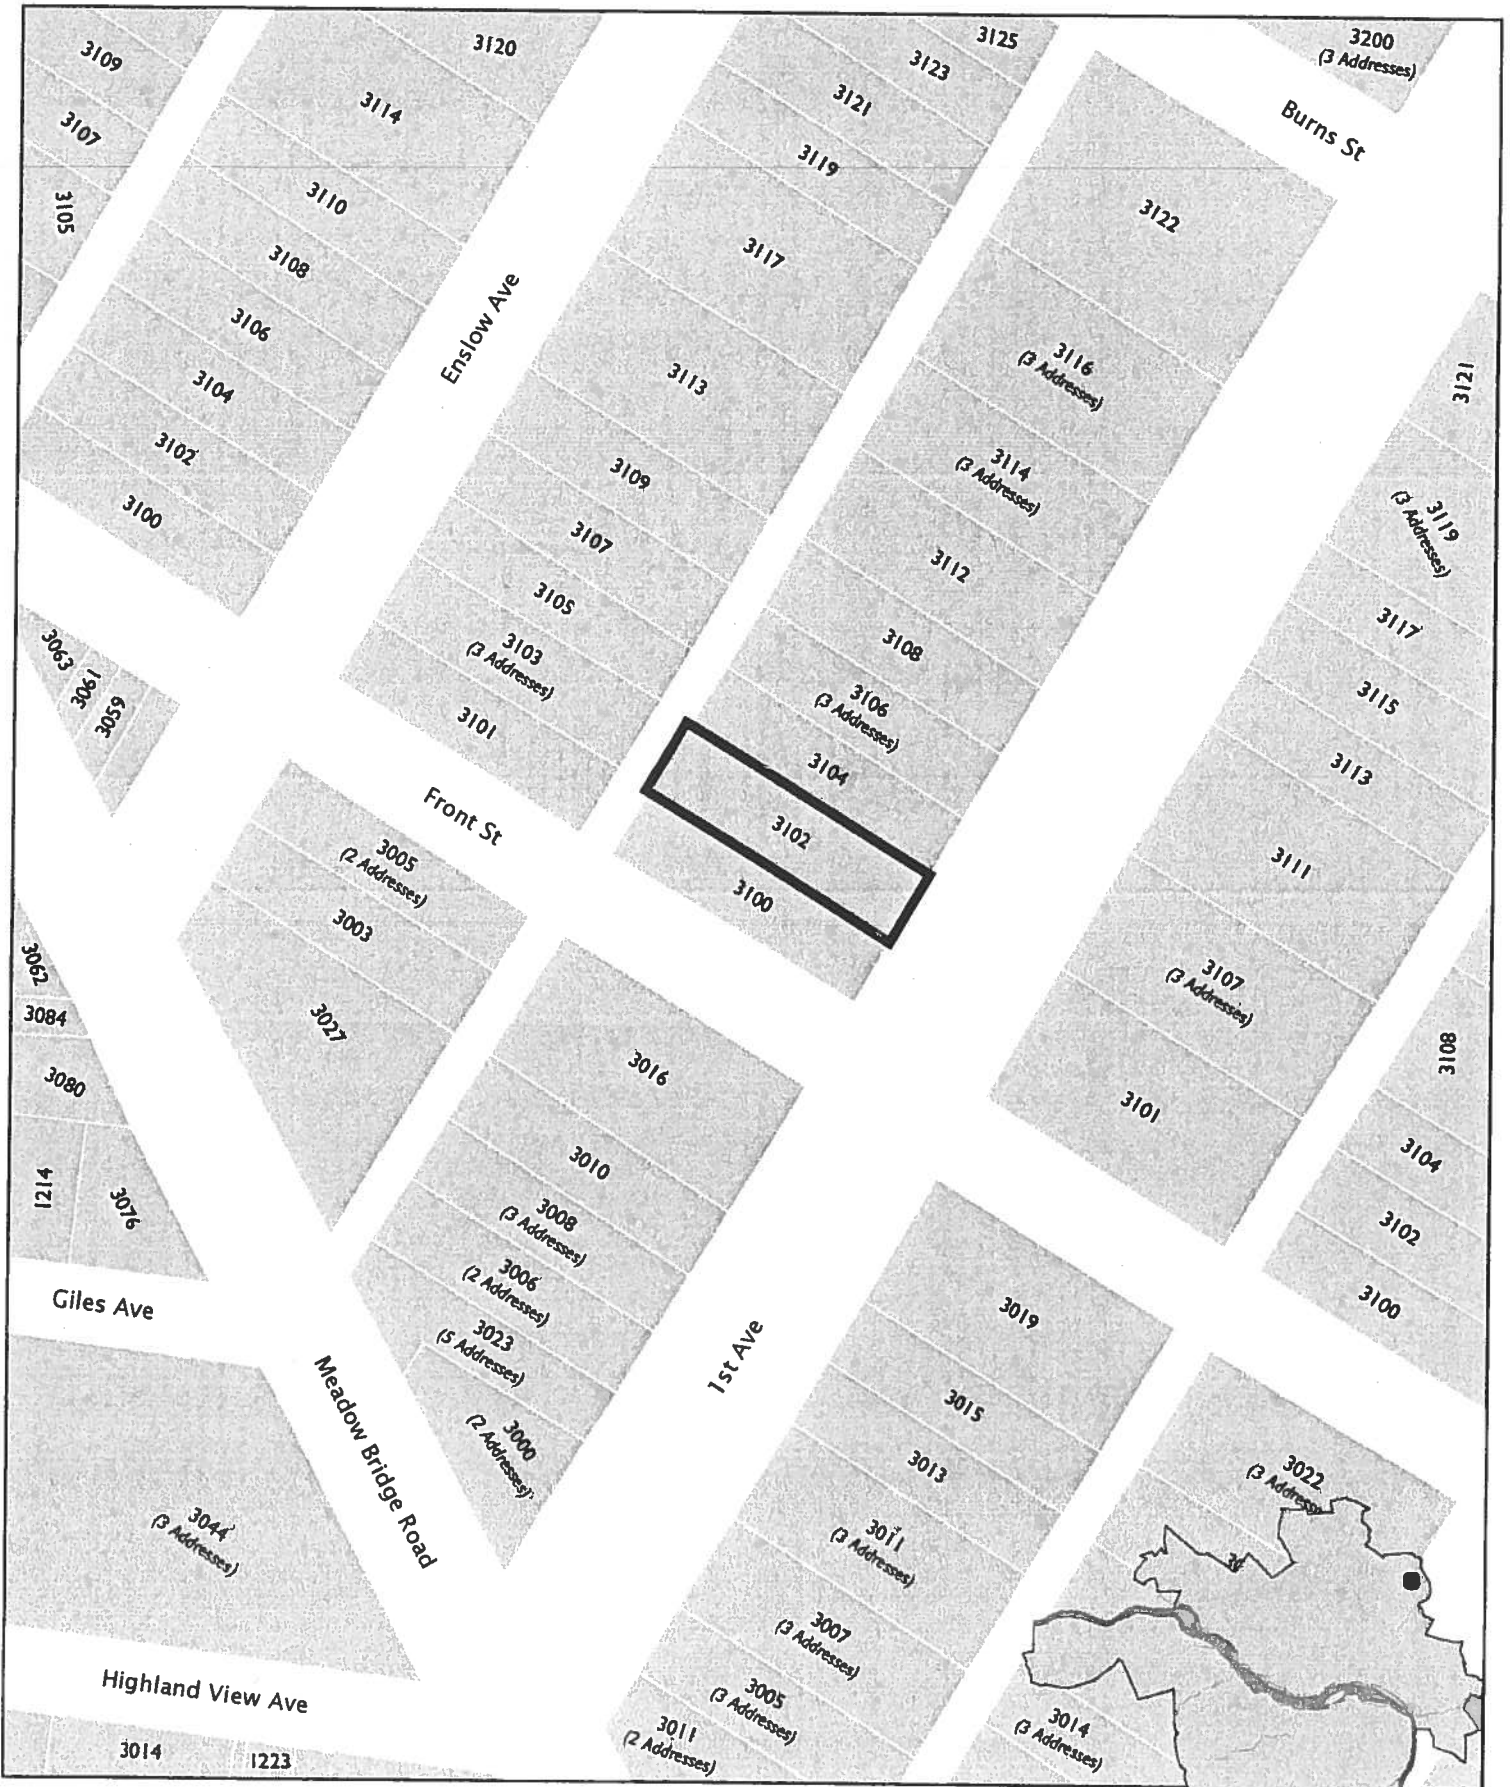 3109
3107
3105
3120
3114
3110
3108
3106
3104
3102
3100
Enslow Ave
3125
3123
3121
3119
3117
3113
3109
3107
3105
3103
(3 Addresses)
3101
3200
(3 Addresses)
Burns St
3122
3116
(3 Addresses)
3114
(3 Addresses)
3112
3108
3106
(3 Addresses)
3104
3102
3100
3121
3119
(3 Addresses)
3117
3115
3113
3111
3107
(3 Addresses)
3101
3108
3104
3102
3100
3063
3061
3059
Front St
3005
(2 Addresses)
3003
3027
3062
3084
3080
1214
3076
Giles Ave
3016
3010
3008
(3 Addresses)
3006
(2 Addresses)
3023
(5 Addresses)
3000
(2 Addresses)
1st Ave
Meadow Bridge Road
3044
(3 Addresses)
Highland View Ave
3014
1223
3019
3015
3013
3011
(3 Addresses)
3007
(3 Addresses)
3005
(3 Addresses)
3011
(2 Addresses)
3022
(3 Address
3014
(3 Addresses)